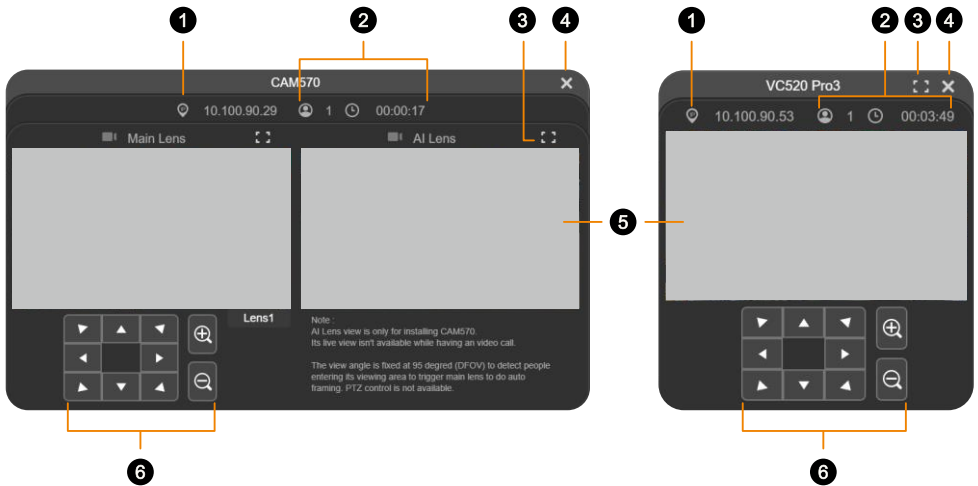 1 2 3 4
CAM570
10.100.90.29 1 00:00:17
Main Lens AI Lens
Lens1
Note :
AI Lens view is only for installing CAM570.
Its live view isn't available while having an video call.
The view angle is fixed at 95 degred (DFOV) to detect people
entering its viewing area to trigger main lens to do auto
framing. PTZ control is not available.
6
5
1 2 3 4
VC520 Pro3
10.100.90.53 1 00:03:49
6